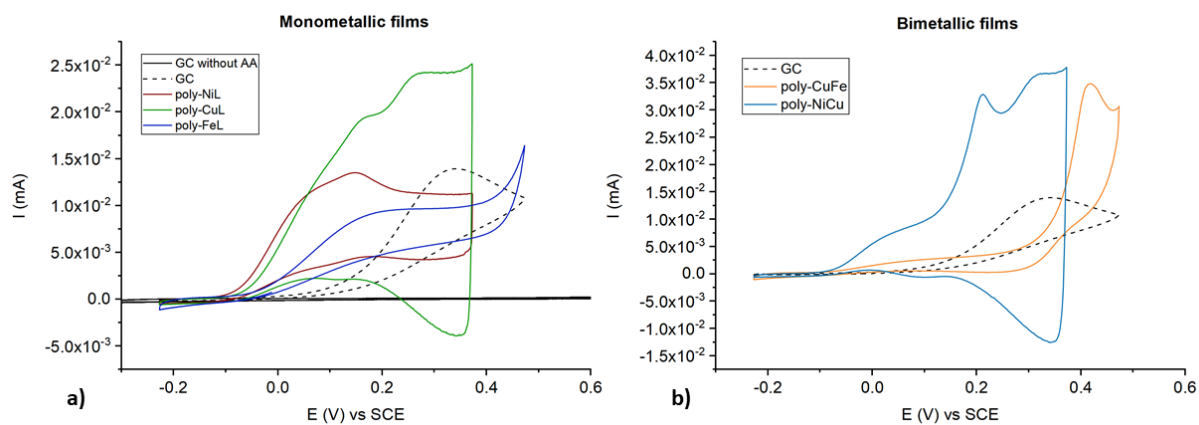 Monometallic films
GC without AA
GC
poly-NiL
poly-CuL
poly-FeL
2.5x10⁻²
2.0x10⁻²
1.5x10⁻²
1.0x10⁻²
5.0x10⁻³
0.0
-5.0x10⁻³
I (mA)
-0.2 0.0 0.2 0.4 0.6
E (V) vs SCE
a)
Bimetallic films
GC
poly-CuFe
poly-NiCu
4.0x10⁻²
3.5x10⁻²
3.0x10⁻²
2.5x10⁻²
2.0x10⁻²
1.5x10⁻²
1.0x10⁻²
5.0x10⁻³
0.0
-5.0x10⁻³
-1.0x10⁻²
-1.5x10⁻²
I (mA)
-0.2 0.0 0.2 0.4 0.6
E (V) vs SCE
b)